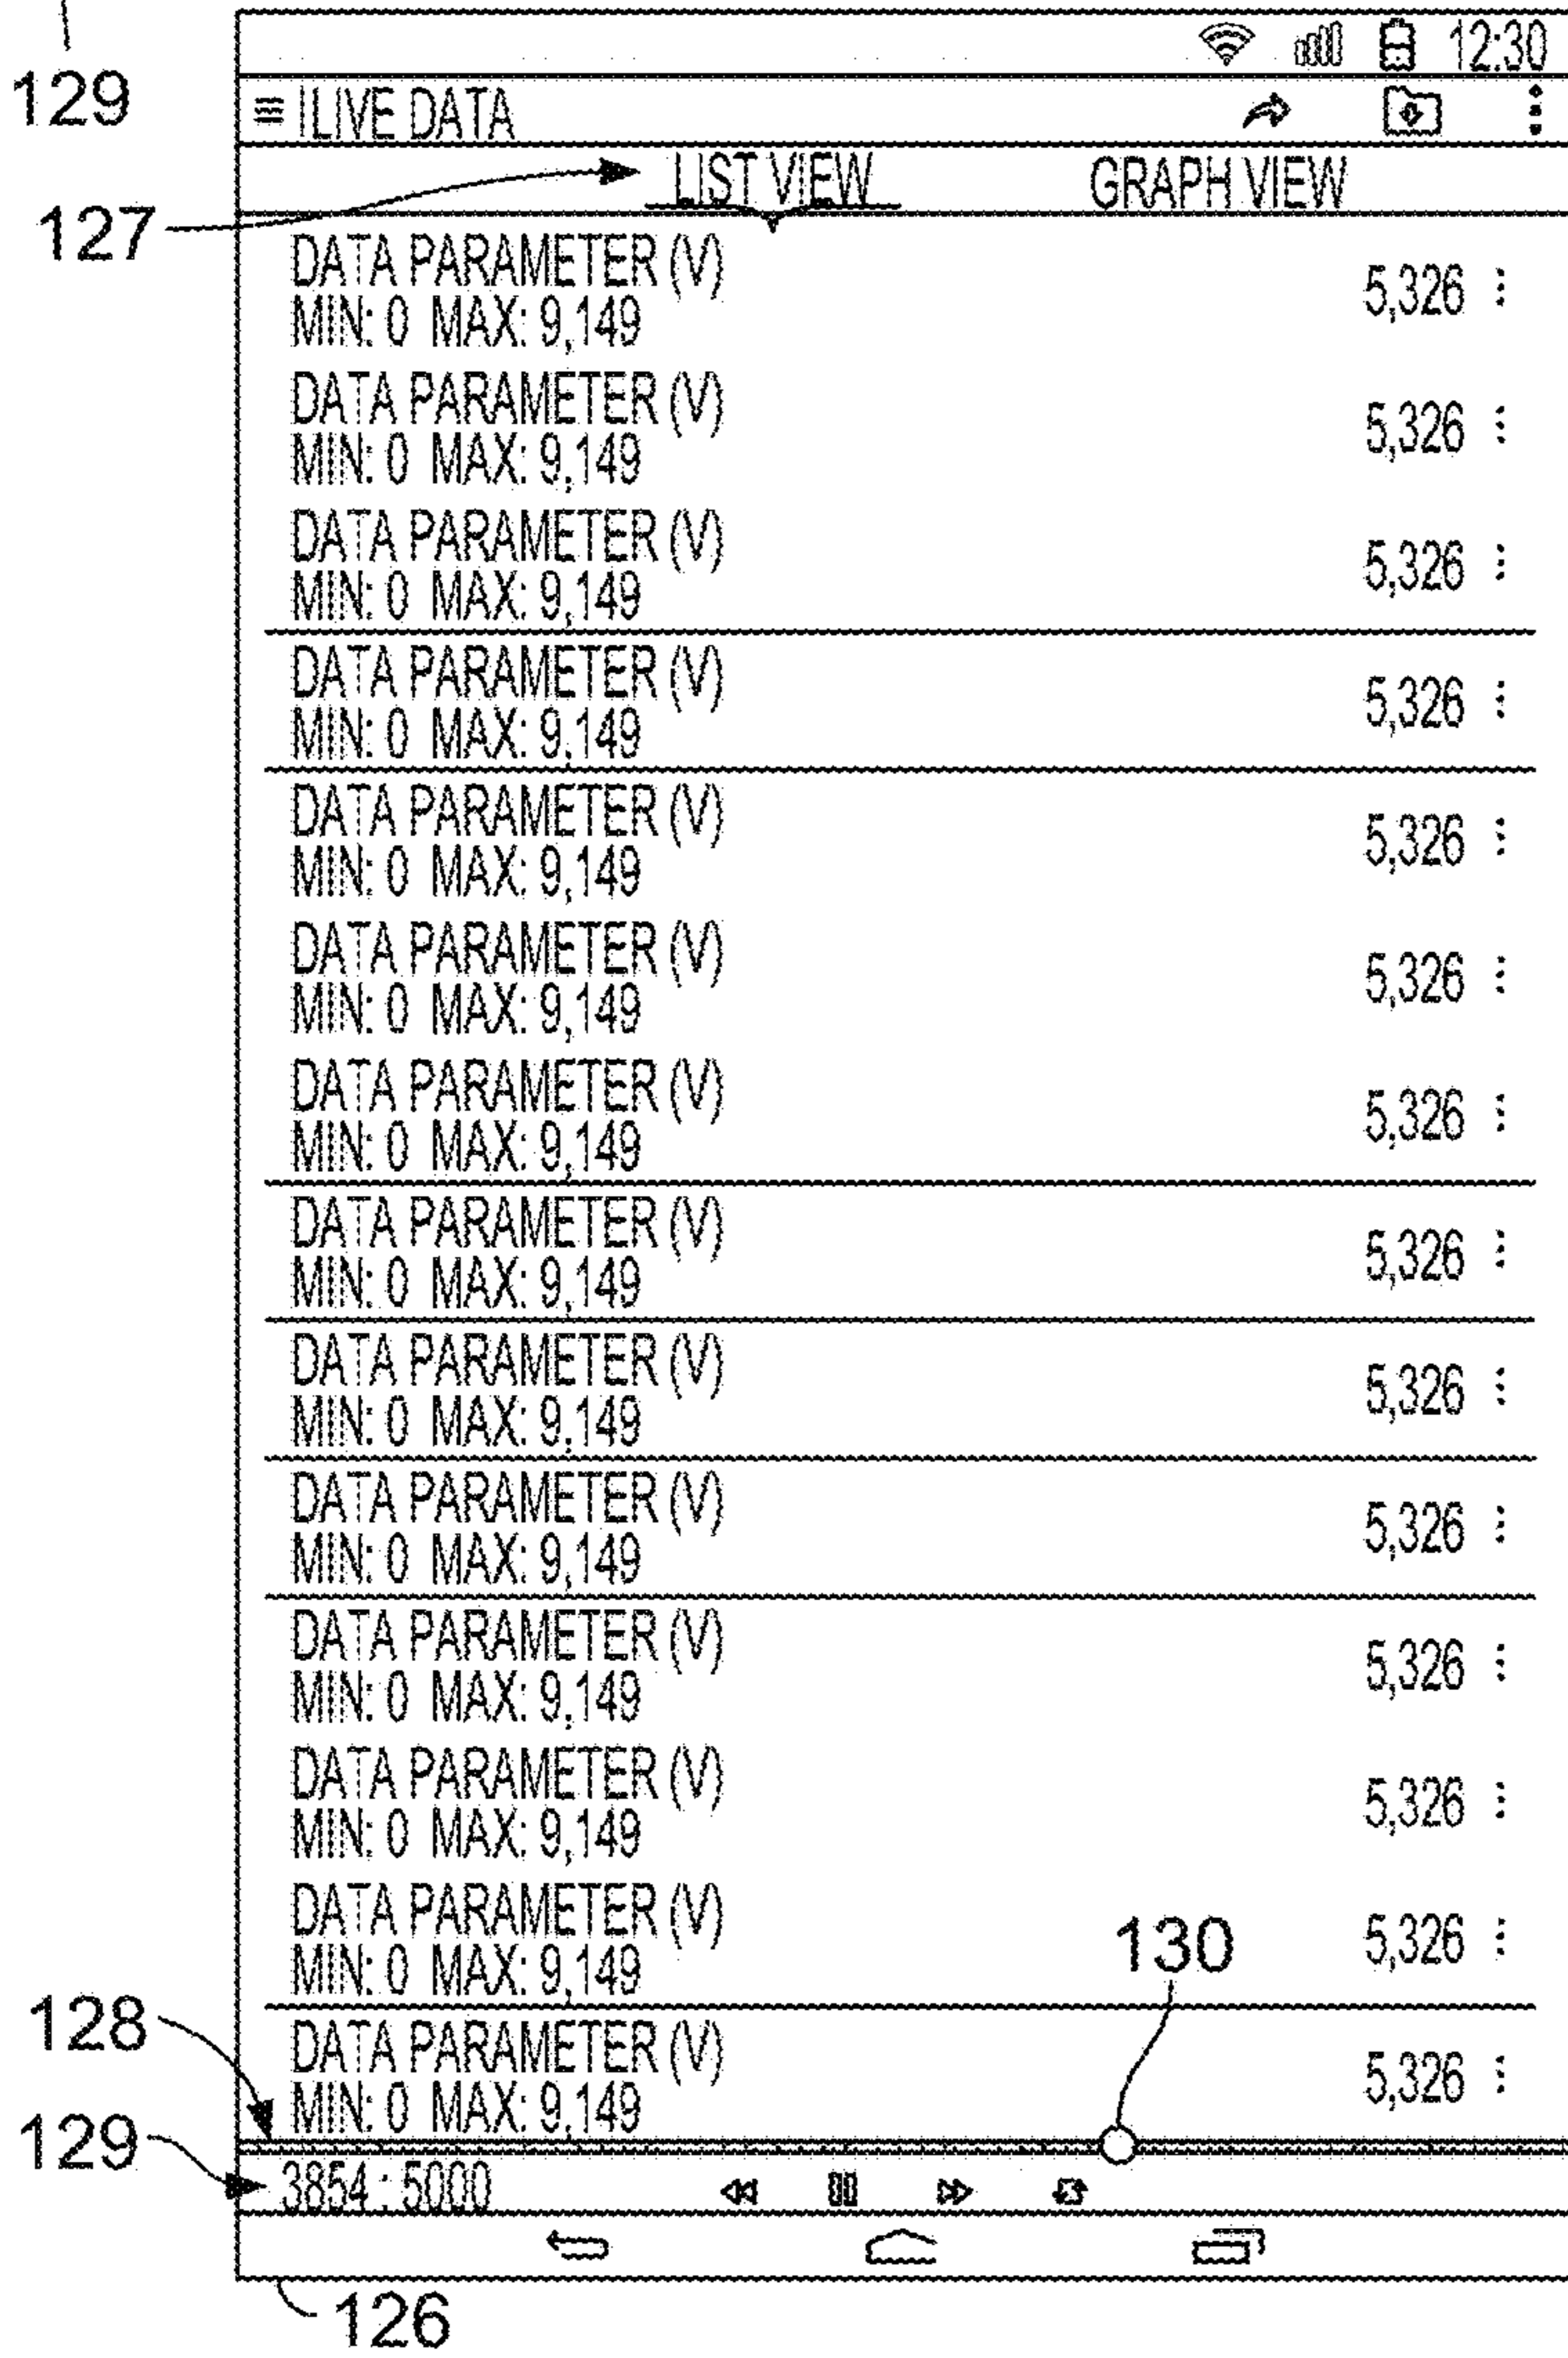 129
12:30
LIVE DATA
127
LIST VIEW GRAPH VIEW
DATA PARAMETER (V)
MIN: 0 MAX: 9,149
5,326
DATA PARAMETER (V)
MIN: 0 MAX: 9,149
5,326
DATA PARAMETER (V)
MIN: 0 MAX: 9,149
5,326
DATA PARAMETER (V)
MIN: 0 MAX: 9,149
5,326
DATA PARAMETER (V)
MIN: 0 MAX: 9,149
5,326
DATA PARAMETER (V)
MIN: 0 MAX: 9,149
5,326
DATA PARAMETER (V)
MIN: 0 MAX: 9,149
5,326
DATA PARAMETER (V)
MIN: 0 MAX: 9,149
5,326
DATA PARAMETER (V)
MIN: 0 MAX: 9,149
5,326
DATA PARAMETER (V)
MIN: 0 MAX: 9,149
5,326
DATA PARAMETER (V)
MIN: 0 MAX: 9,149
5,326
DATA PARAMETER (V)
MIN: 0 MAX: 9,149
5,326
DATA PARAMETER (V)
MIN: 0 MAX: 9,149
5,326
130
128
DATA PARAMETER (V)
MIN: 0 MAX: 9,149
5,326
129
3854 : 5000
126